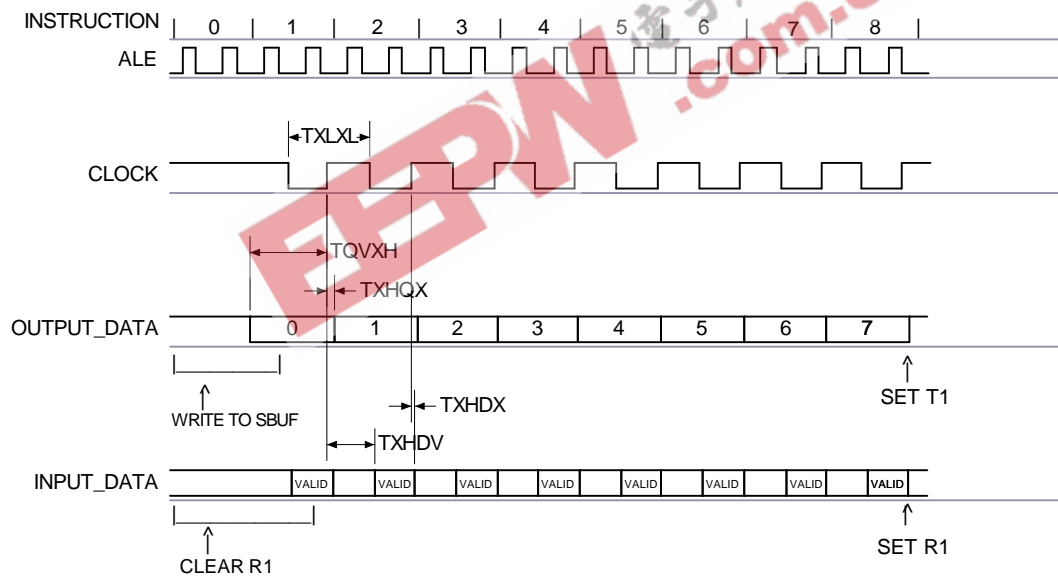 INSTRUCTION 0 1 2 3 4 5 6 7 8
ALE
TXLXL
CLOCK
TQVXH
TXHQX
OUTPUT_DATA 0 1 2 3 4 5 6 7
SET T1
WRITE TO SBUF
TXHDX
TXHDV
INPUT_DATA VALID VALID VALID VALID VALID VALID VALID VALID
SET R1
CLEAR R1
EEPW
電子
.com.c